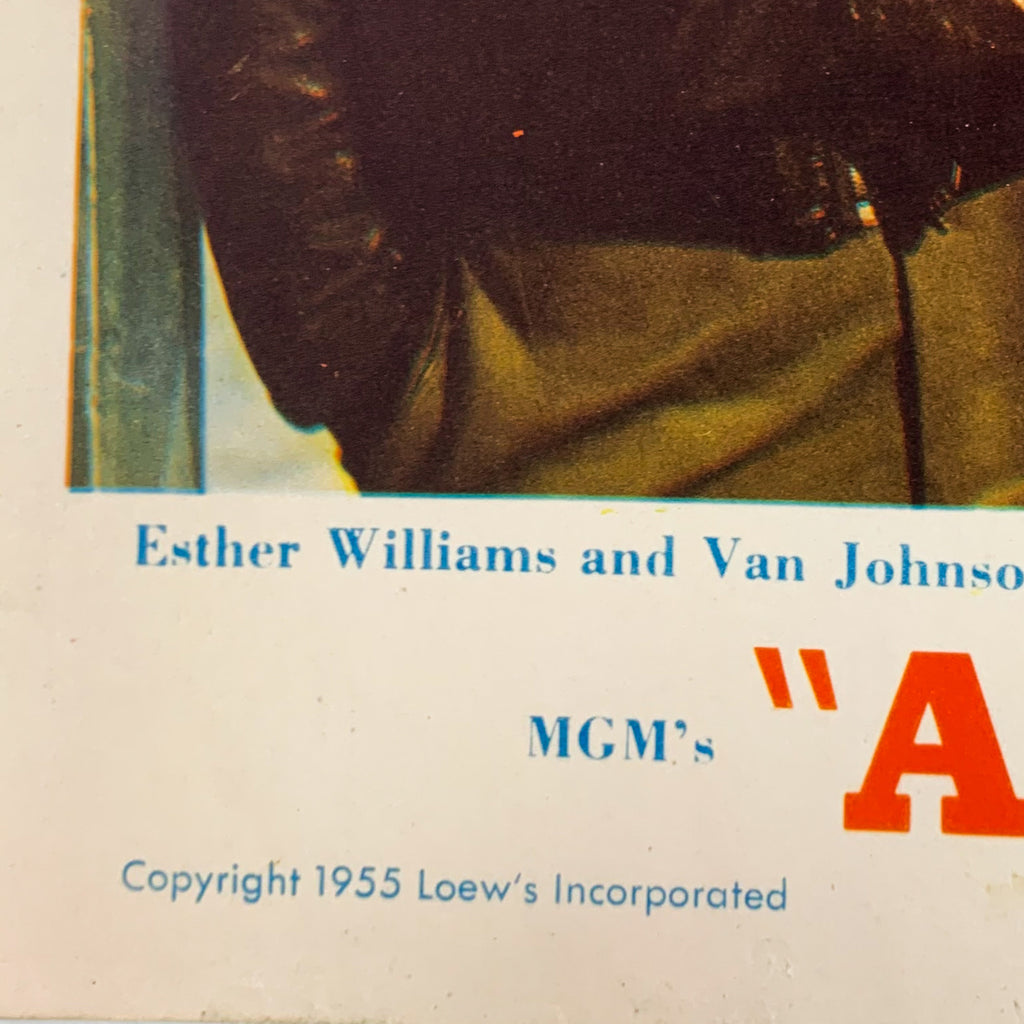 Esther Williams and Van Johnso
MGM's "A
Copyright 1955 Loew's Incorporated